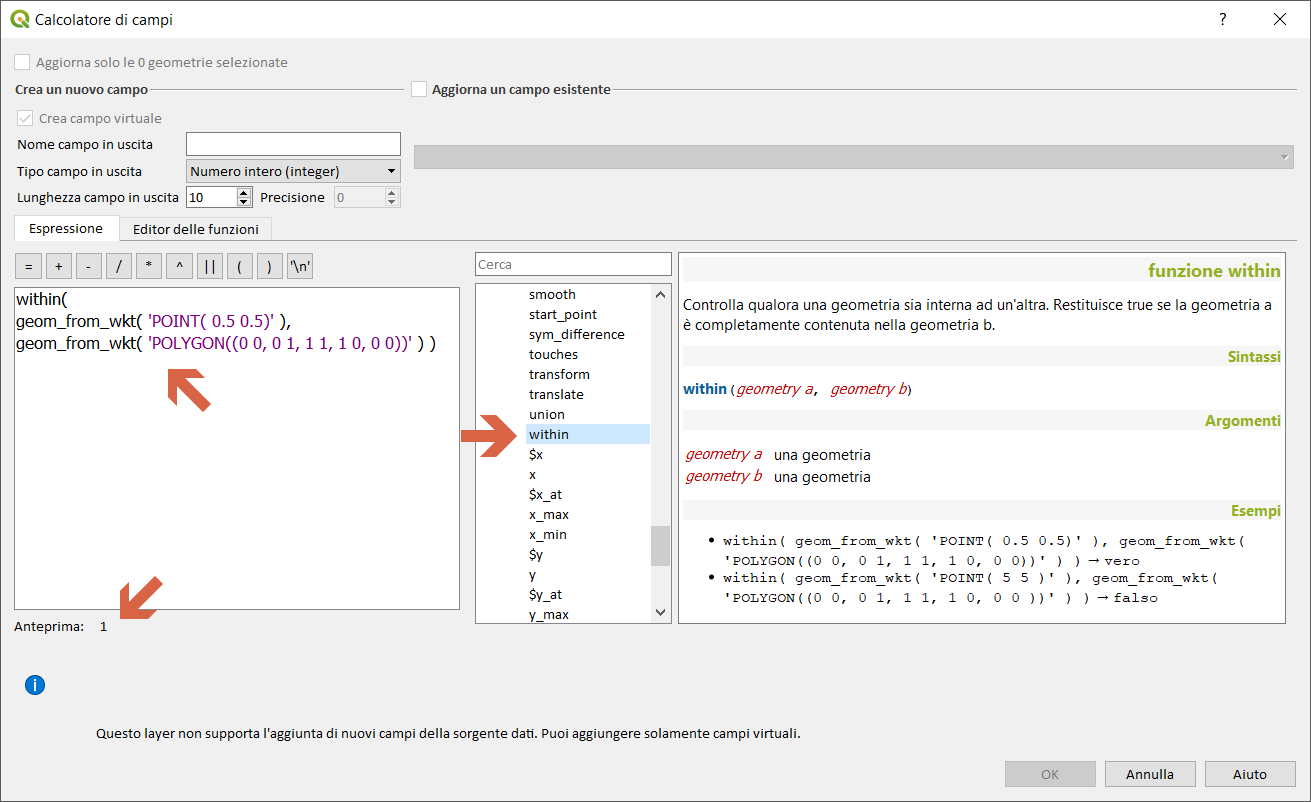 Calcolatore di campi
?
Aggiorna solo le 0 geometrie selezionate
Crea un nuovo campo
Aggiorna un campo esistente
Crea campo virtuale
Nome campo in uscita
Tipo campo in uscita
Numero intero (integer)
Lunghezza campo in uscita
10
Precisione
0
Espressione
Editor delle funzioni
= + - / * ^ || ( ) '\n'
within(
geom_from_wkt( 'POINT( 0.5 0.5)' ),
geom_from_wkt( 'POLYGON((0 0, 0 1, 1 1, 1 0, 0 0))' ) )
Anteprima: 1
Cerca
smooth
start_point
sym_difference
touches
transform
translate
union
within
$x
x
$x_at
x_max
x_min
$y
y
$y_at
y_max
funzione within
Controlla qualora una geometria sia interna ad un'altra. Restituisce true se la geometria a
è completamente contenuta nella geometria b.
Sintassi
within (geometry a, geometry b)
Argomenti
geometry a una geometria
geometry b una geometria
Esempi
• within( geom_from_wkt( 'POINT( 0.5 0.5)' ), geom_from_wkt(
'POLYGON((0 0, 0 1, 1 1, 1 0, 0 0))' ) ) → vero
• within( geom_from_wkt( 'POINT( 5 5 )' ), geom_from_wkt(
'POLYGON((0 0, 0 1, 1 1, 1 0, 0 0 ))' ) ) → falso
i
Questo layer non supporta l'aggiunta di nuovi campi della sorgente dati. Puoi aggiungere solamente campi virtuali.
OK
Annulla
Aiuto